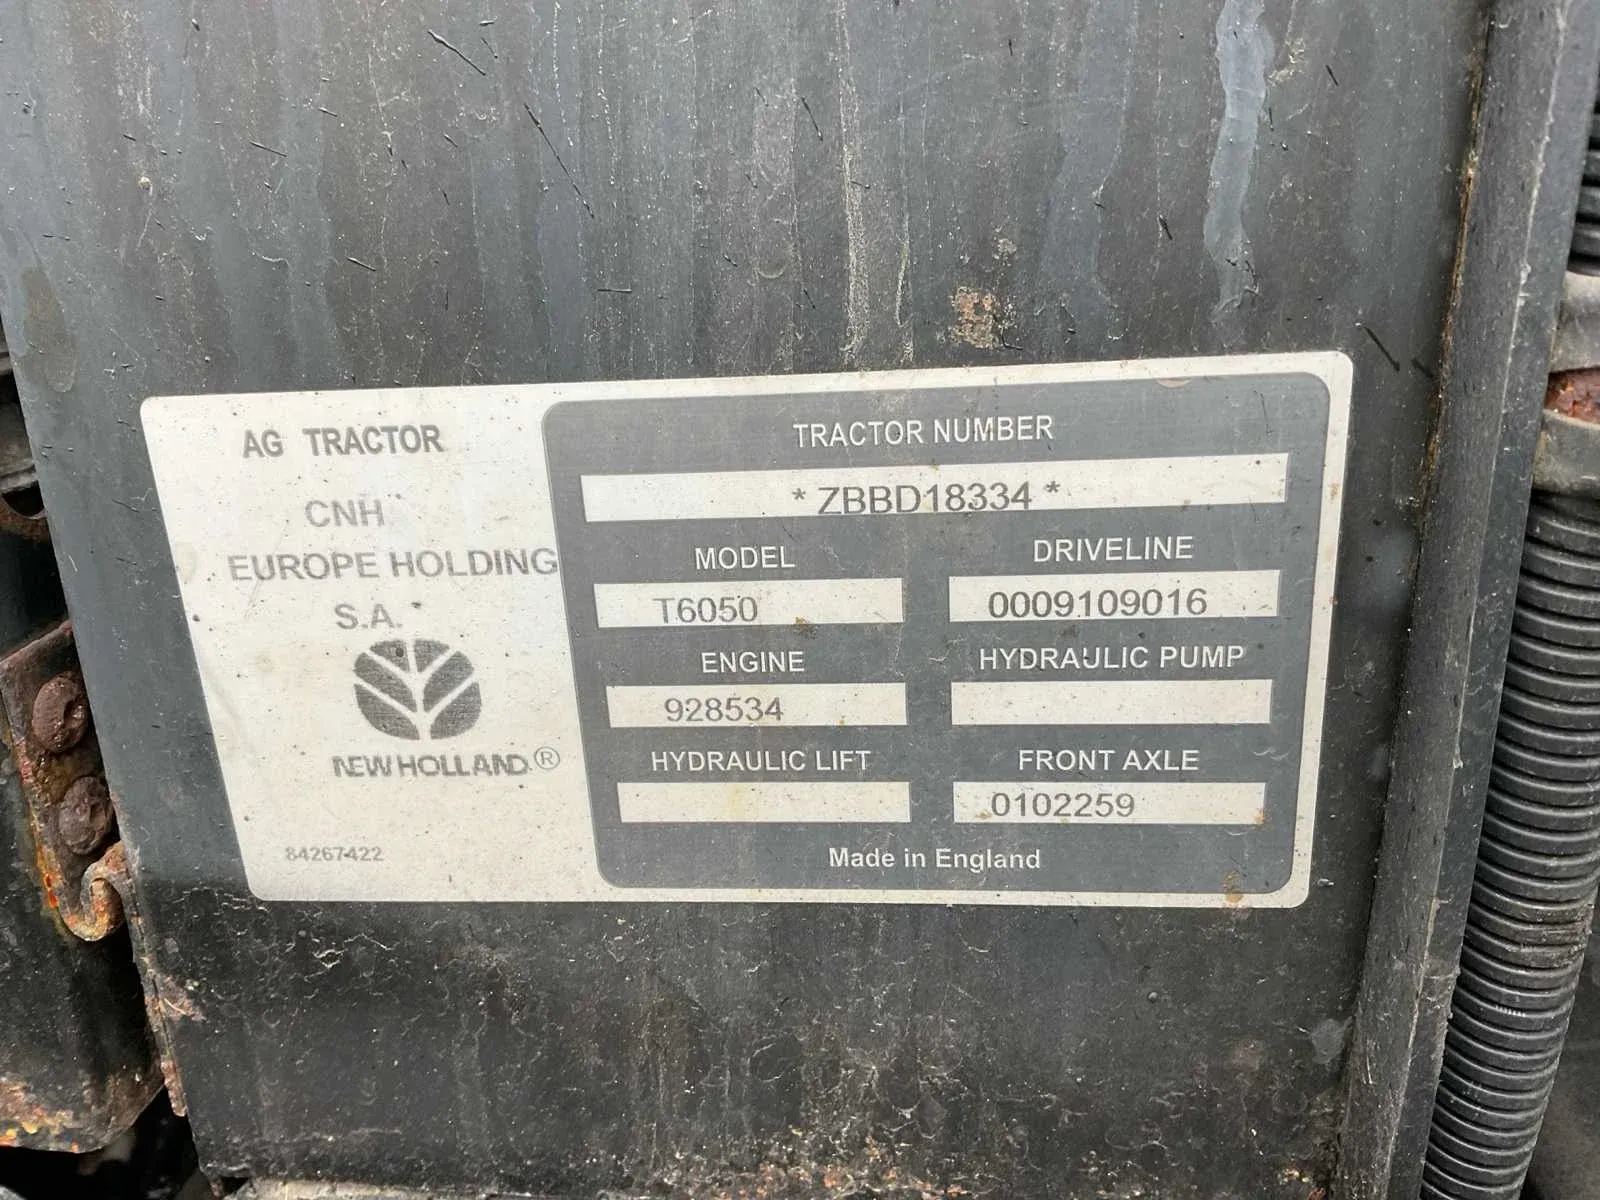 AG TRACTOR
CNH
EUROPE HOLDING
S.A.
NEW HOLLAND®
84267422
TRACTOR NUMBER
* ZBBD18334 *
MODEL
T6050
DRIVELINE
0009109016
ENGINE
928534
HYDRAULIC PUMP
HYDRAULIC LIFT
FRONT AXLE
0102259
Made in England